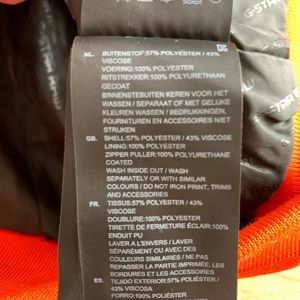 NL.
BUITENSTOF:57% POLYESTER / 43%
VISCOSE
VOERING:100% POLYESTER
RITSTREKKER:100% POLYURETHAAN
GECOAT
BINNENSTEBUITEN KEREN VOOR HET
WASSEN / SEPARAAT OF MET GELIJKE
KLEUREN WASSEN / BEDRUKKINGEN,
FOURNITUREN EN ACCESSOIRES NIET
STRIJKEN
GB.
SHELL:57% POLYESTER / 43% VISCOSE
LINING:100% POLYESTER
ZIPPER PULLER:100% POLYURETHANE
COATED
WASH INSIDE OUT / WASH
SEPARATELY OR WITH SIMILAR
COLOURS / DO NOT IRON PRINT, TRIMS
AND ACCESSORIES
FR.
TISSUS:57% POLYESTER / 43%
VISCOSE
DOUBLURE:100% POLYESTER
TIRETTE DE FERMETURE ÉCLAIR:100%
ENDUIT PU
LAVER À L'ENVERS / LAVER
SÉPARÉMENT OU AVEC DES
COULEURS SIMILAIRES / NE PAS
REPASSER LA PARTIE IMPRIMÉE, LES
BORDURES ET LES ACCESSOIRES
ES.
TEJIDO EXTERIOR:57% POLIÉSTER /
43% VISCOSA
FORRO:100% POLIÉSTER
G-STAR RAW